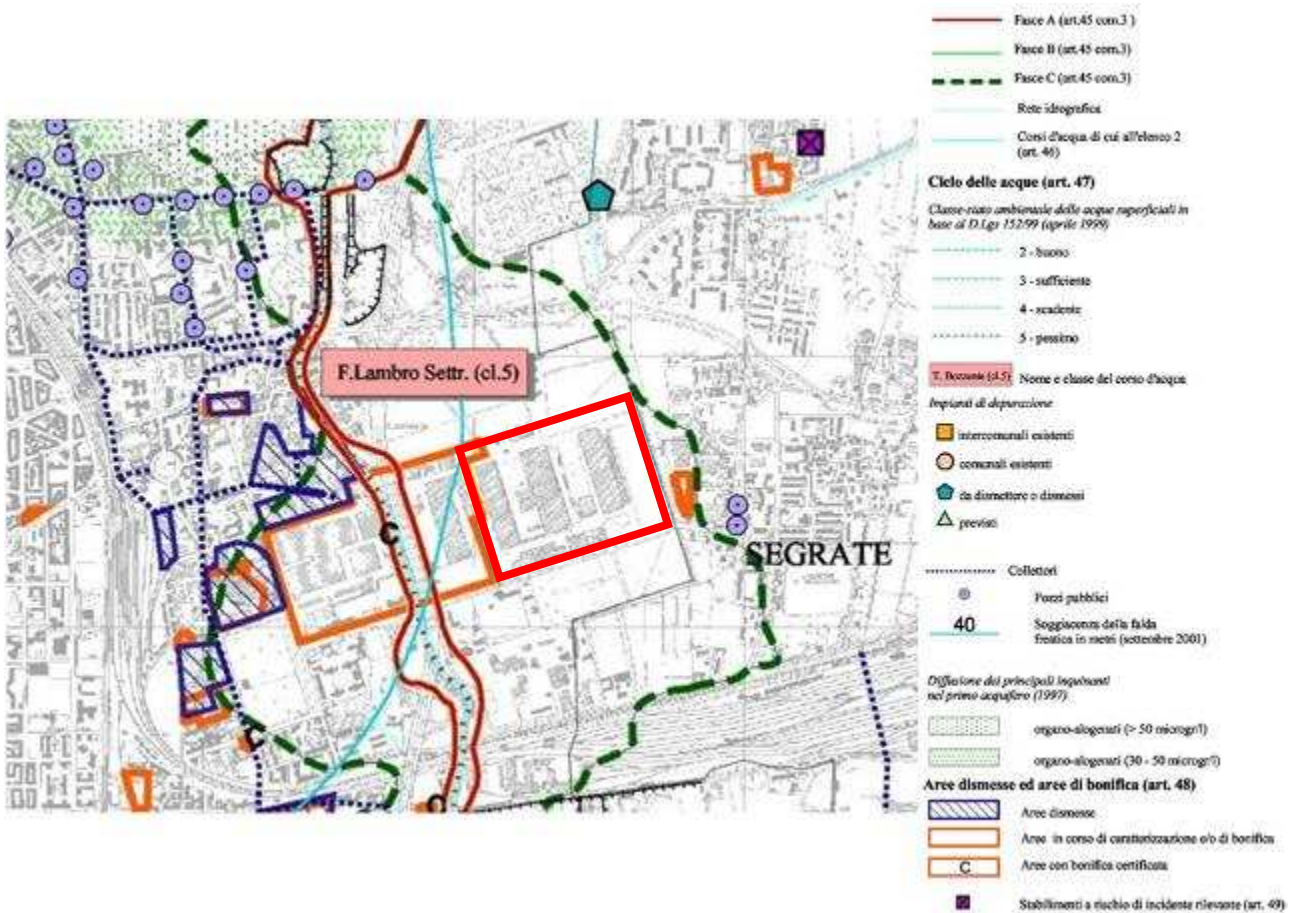 Fasce A (art.45 com.3 )
Fasce B (art.45 com.3)
Fasce C (art.45 com.3)
Rete idrografica
Corsi d'acqua di cui all'elenco 2
(art. 46)
Ciclo delle acque (art. 47)
Classe-stato ambientale delle acque superficiali in
base al D.Lgs 152/99 (aprile 1999)
2 - buono
3 - sufficiente
4 - scadente
5 - pessimo
F.Lambro Settr. (cl.5)
T. Bozzente (cl.5) Nome e classe del corso d'acqua
Impianti di depurazione
intercomunali esistenti
comunali esistenti
da dismettere o dismessi
previsti
C
SEGRATE
Collettori
Pozzi pubblici
40 Soggiacenza della falda
freatica in metri (settembre 2001)
Diffusione dei principali inquinanti
nel primo acquifero (1997)
organo-alogenati (> 50 microgr/l)
organo-alogenati (30 - 50 microgr/l)
Aree dismesse ed aree di bonifica (art. 48)
Aree dismesse
Aree in corso di caratterizzazione e/o di bonifica
C Aree con bonifica certificata
Stabilimenti a rischio di incidente rilevante (art. 49)